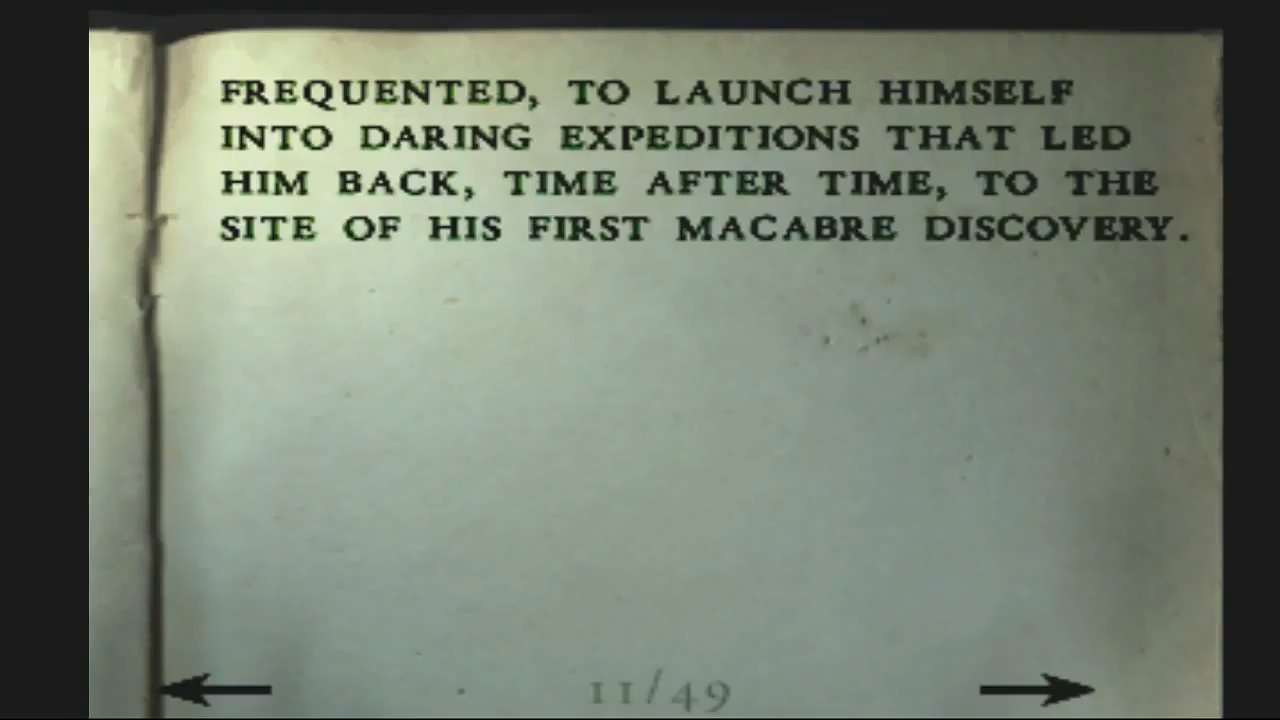 FREQUENTED, TO LAUNCH HIMSELF
INTO DARING EXPEDITIONS THAT LED
HIM BACK, TIME AFTER TIME, TO THE
SITE OF HIS FIRST MACABRE DISCOVERY.
11/49